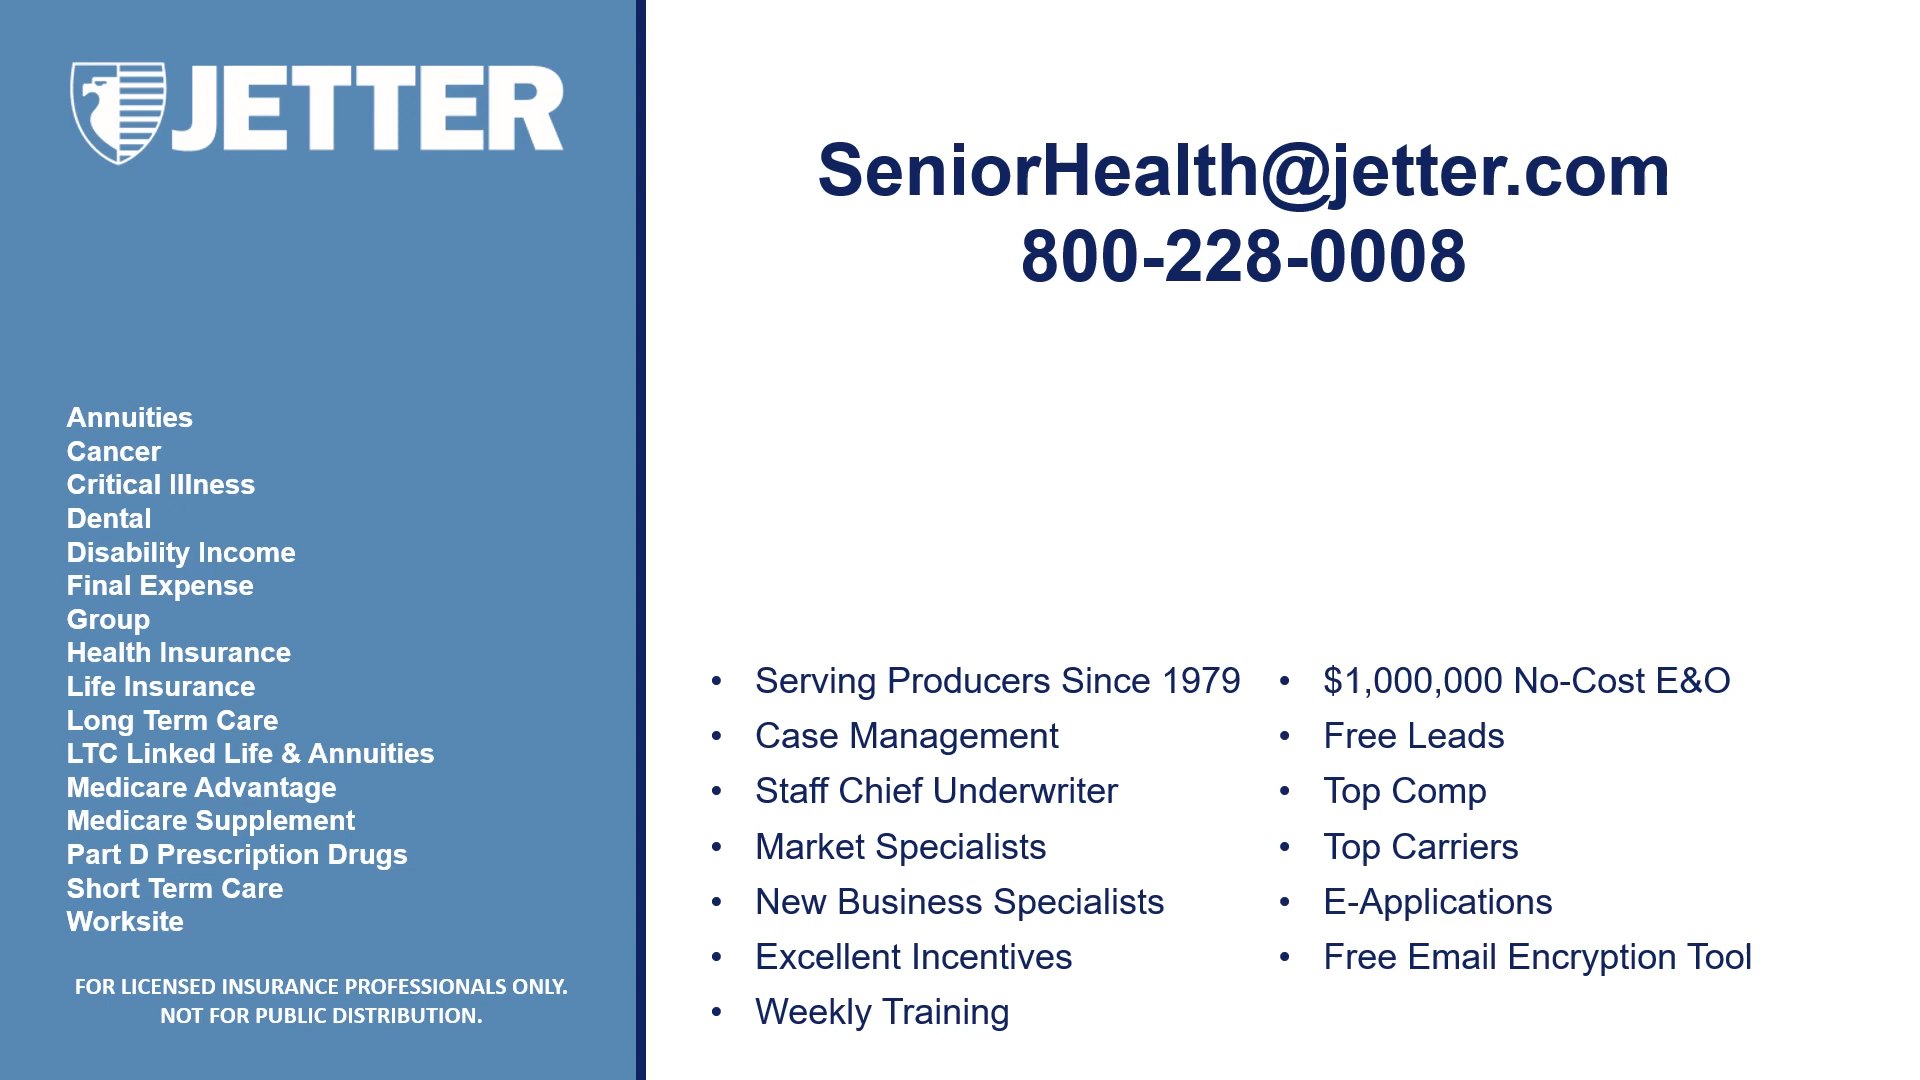 JETTER
Annuities
Cancer
Critical Illness
Dental
Disability Income
Final Expense
Group
Health Insurance
Life Insurance
Long Term Care
LTC Linked Life & Annuities
Medicare Advantage
Medicare Supplement
Part D Prescription Drugs
Short Term Care
Worksite
FOR LICENSED INSURANCE PROFESSIONALS ONLY.
NOT FOR PUBLIC DISTRIBUTION.
SeniorHealth@jetter.com
800-228-0008
• Serving Producers Since 1979
• Case Management
• Staff Chief Underwriter
• Market Specialists
• New Business Specialists
• Excellent Incentives
• Weekly Training
• $1,000,000 No-Cost E&O
• Free Leads
• Top Comp
• Top Carriers
• E-Applications
• Free Email Encryption Tool